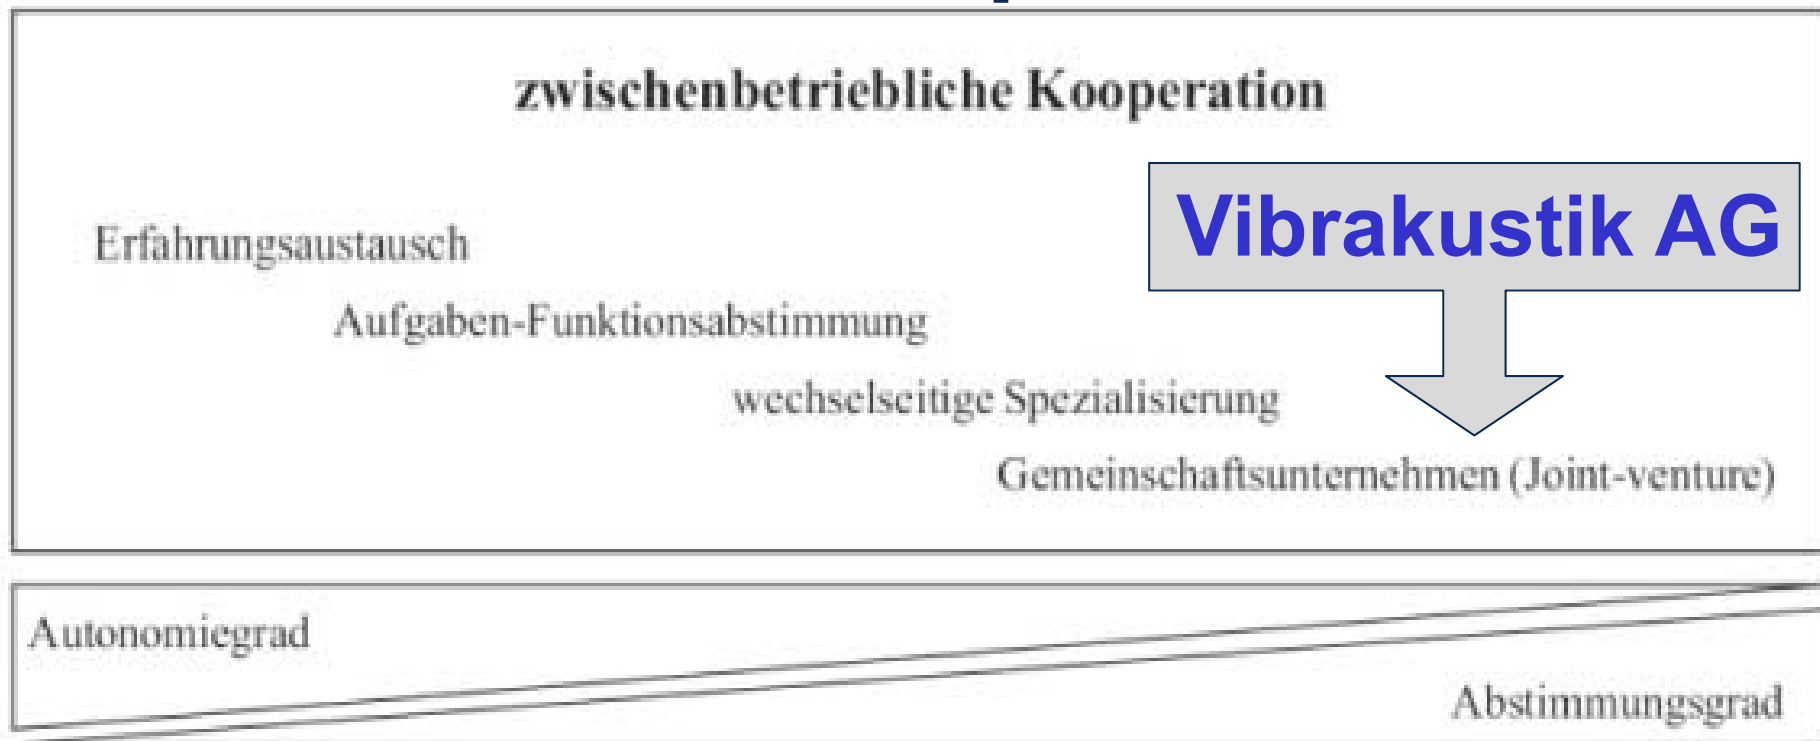 zwischenbetriebliche Kooperation
Vibrakustik AG
Erfahrungsaustausch
Aufgaben-Funktionsabstimmung
wechselseitige Spezialisierung
Gemeinschaftsunternehmen (Joint-venture)
Autonomiegrad
Abstimmungsgrad